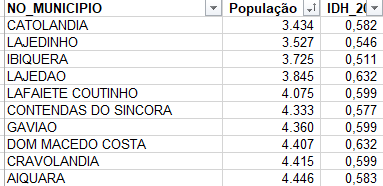 NO_MUNICIPIO População IDH_20
CATOLANDIA 3.434 0,582
LAJEDINHO 3.527 0,546
IBIQUERA 3.725 0,511
LAJEDAO 3.845 0,632
LAFAIETE COUTINHO 4.075 0,599
CONTENDAS DO SINCORA 4.333 0,577
GAVIAO 4.360 0,599
DOM MACEDO COSTA 4.407 0,632
CRAVOLANDIA 4.415 0,599
AIQUARA 4.446 0,583